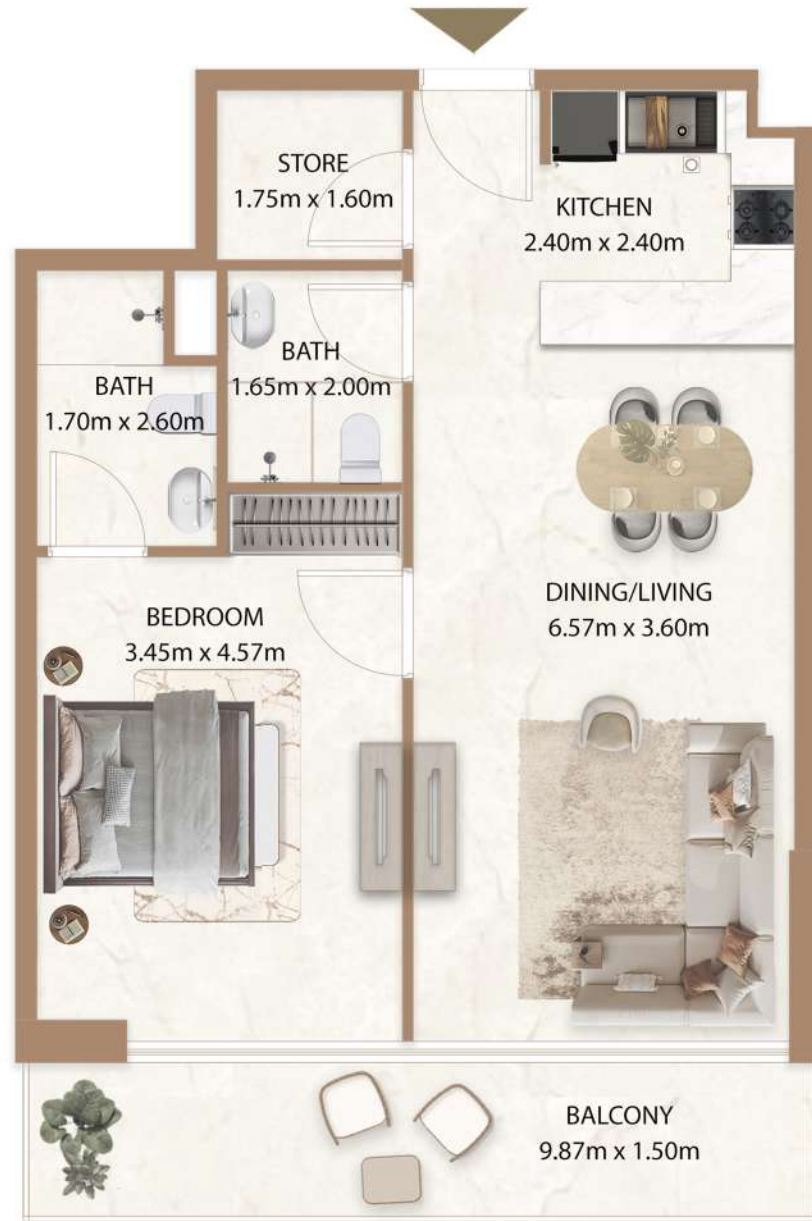 STORE
1.75m x 1.60m
KITCHEN
2.40m x 2.40m
BATH
1.65m x 2.00m
BATH
1.70m x 2.60m
DINING/LIVING
6.57m x 3.60m
BEDROOM
3.45m x 4.57m
BALCONY
9.87m x 1.50m